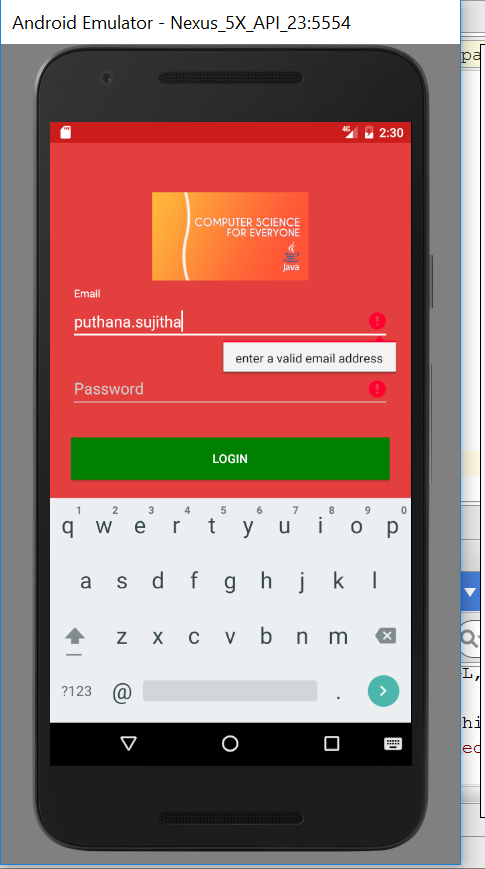 Android Emulator - Nexus_5X_API_23:5554
pa
4G 2:30
COMPUTER SCIENCE
FOR EVERYONE
java
Email
puthana.sujitha
enter a valid email address
Password
LOGIN
1 2 3 4 5 6 7 8 9 0
q w e r t y u i o p
a s d f g h j k l
z x c v b n m
?123 @ .
L,
hi
ec